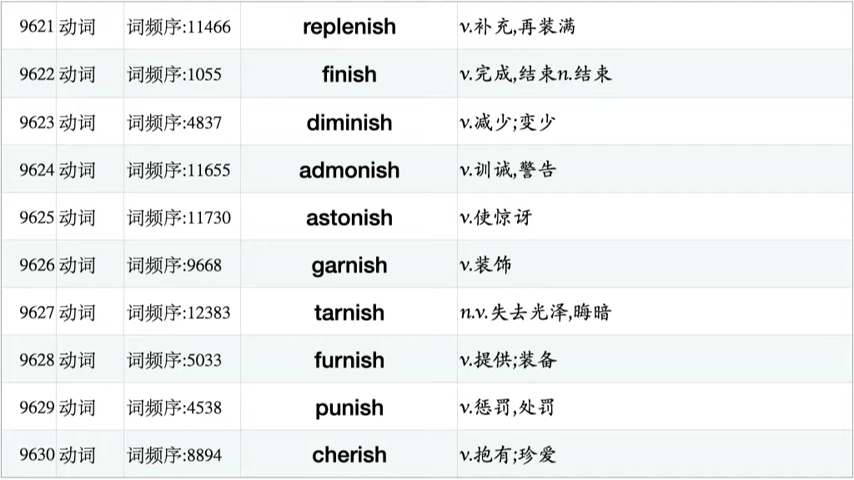 9621 动词 词频序:11466 replenish v.补充,再装满
9622 动词 词频序:1055 finish v.完成,结束n.结束
9623 动词 词频序:4837 diminish v.减少;变少
9624 动词 词频序:11655 admonish v.训诫,警告
9625 动词 词频序:11730 astonish v.使惊讶
9626 动词 词频序:9668 garnish v.装饰
9627 动词 词频序:12383 tarnish n.v.失去光泽,晦暗
9628 动词 词频序:5033 furnish v.提供;装备
9629 动词 词频序:4538 punish v.惩罚,处罚
9630 动词 词频序:8894 cherish v.抱有;珍爱